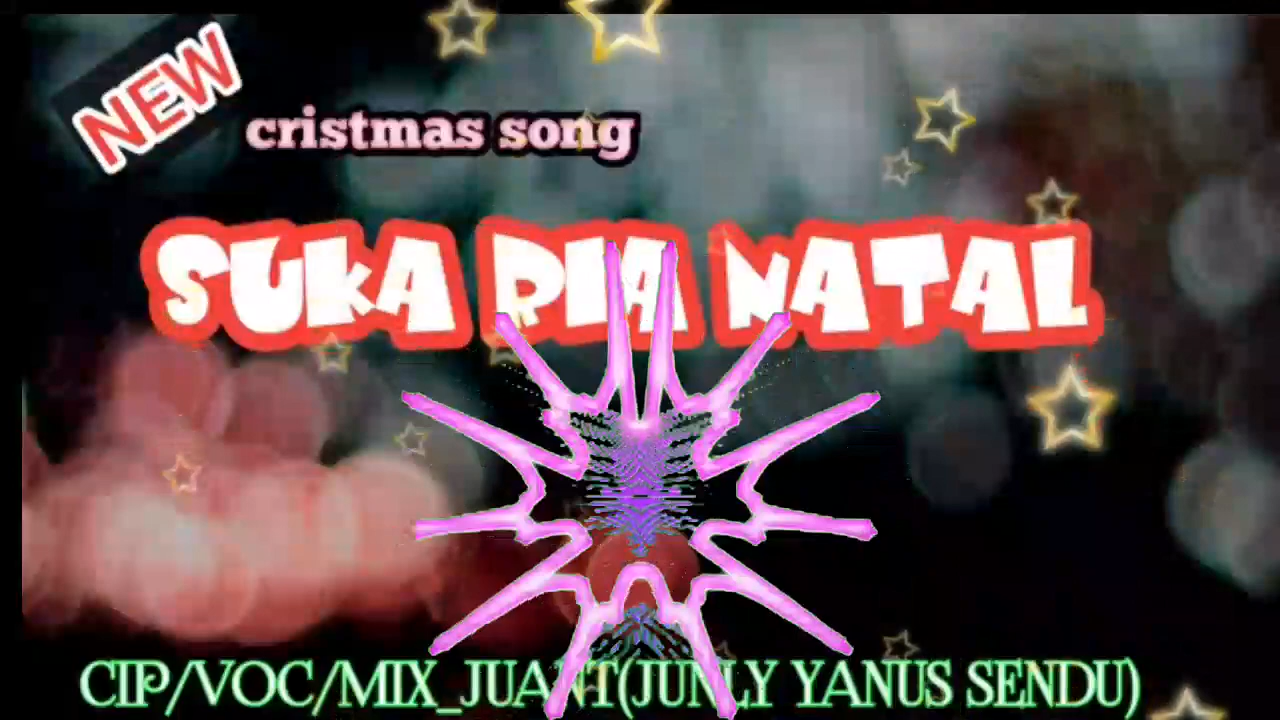 NEW
cristmas song
SUKA RIA NATAL
CIP/VOC/MIX_JUANT(JUNLY YANUS SENDU)